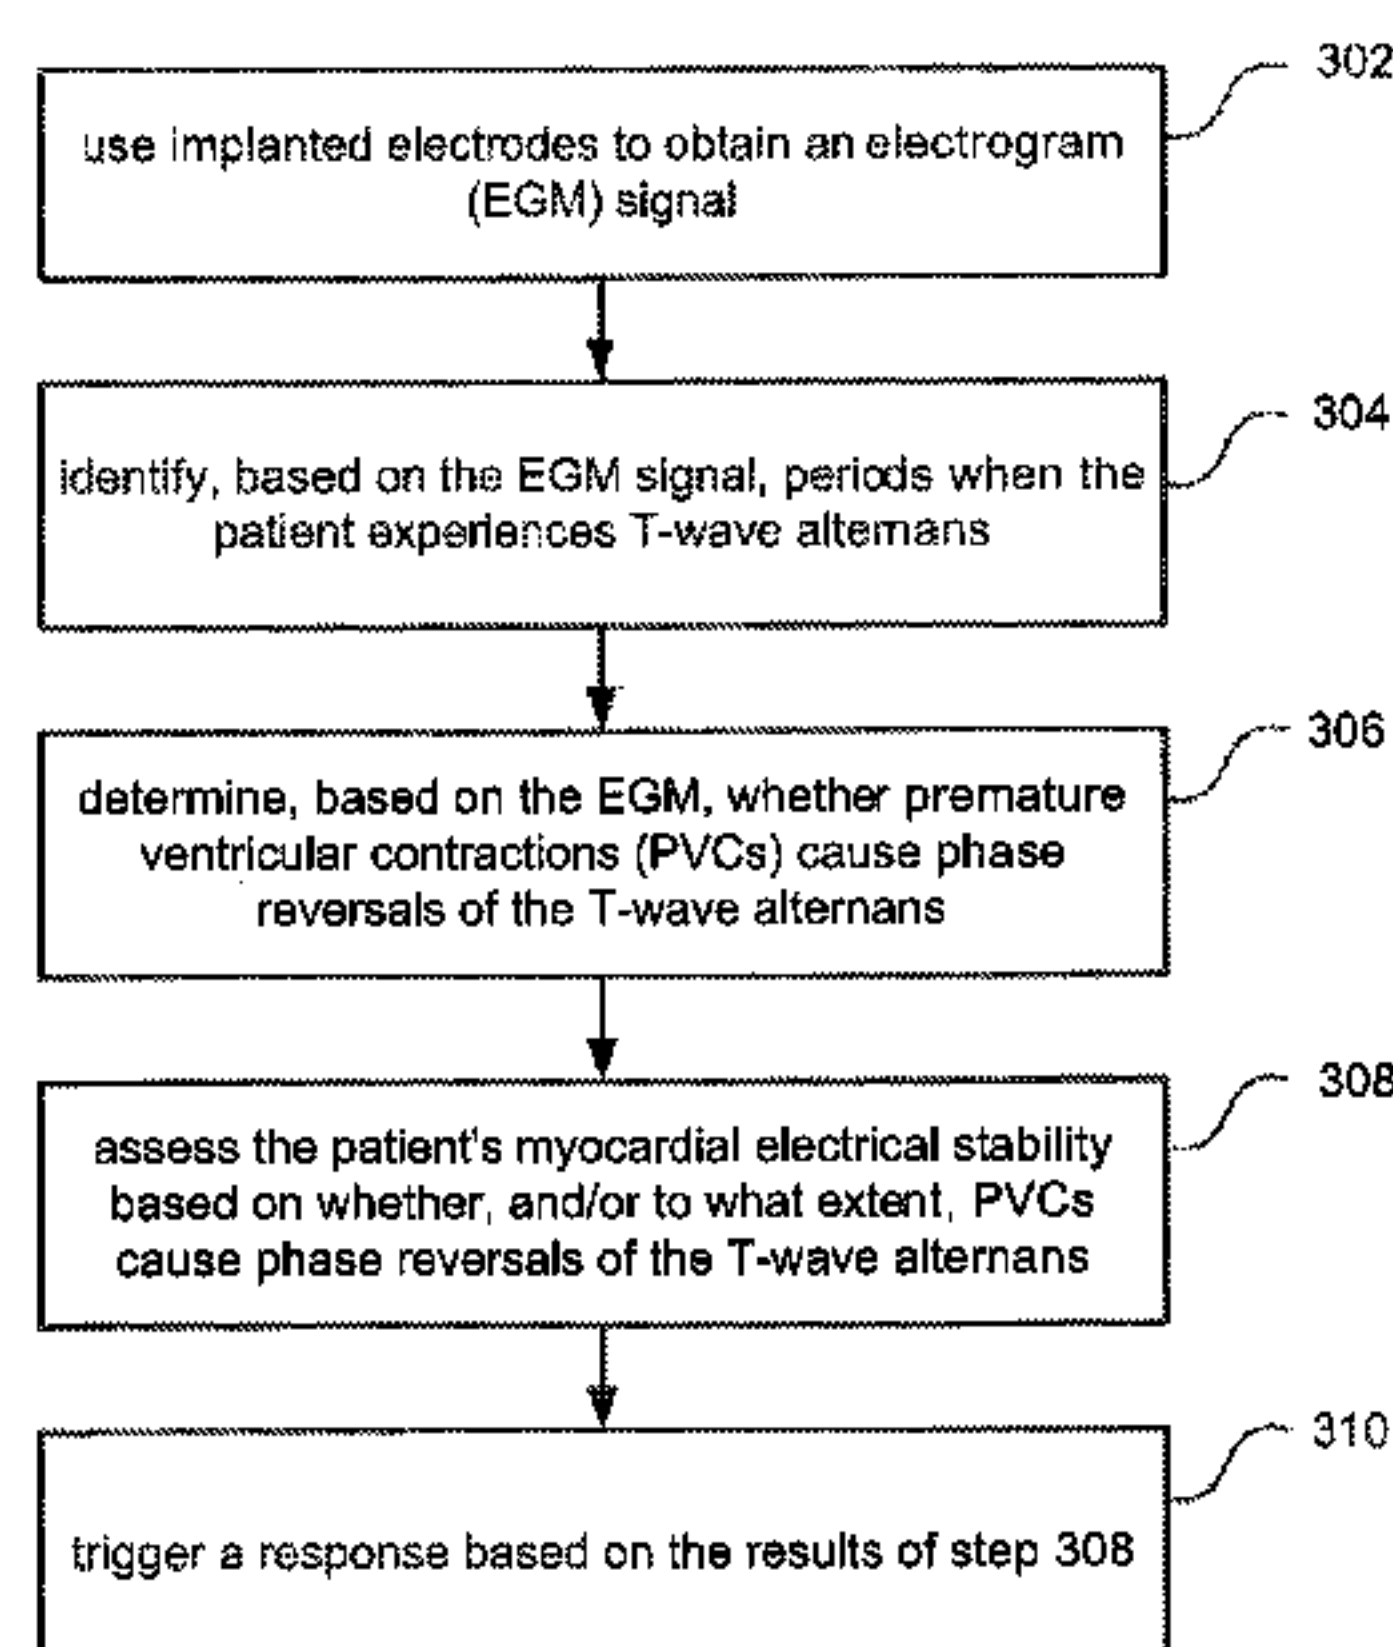 302
use implanted electrodes to obtain an electrogram
(EGM) signal
304
identify, based on the EGM signal, periods when the
patient experiences T-wave alternans
306
determine, based on the EGM, whether premature
ventricular contractions (PVCs) cause phase
reversals of the T-wave alternans
308
assess the patient's myocardial electrical stability
based on whether, and/or to what extent, PVCs
cause phase reversals of the T-wave alternans
310
trigger a response based on the results of step 308